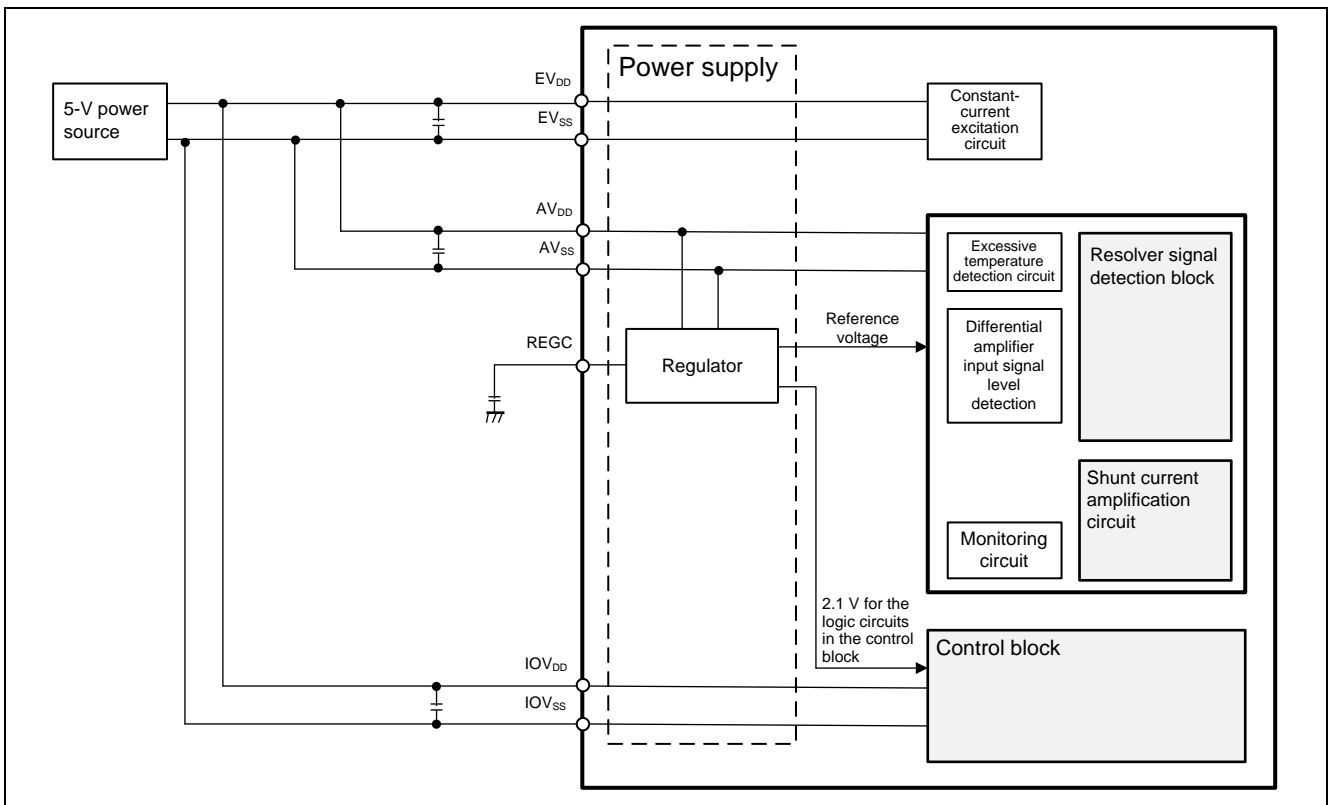 Power supply
5-V power
source
EVDD
EVSS
Constant-
current
excitation
circuit
AVDD
AVSS
Excessive
temperature
detection circuit
Resolver signal
detection block
REGC
Regulator
Reference
voltage
Differential
amplifier
input signal
level
detection
Shunt current
amplification
circuit
Monitoring
circuit
2.1 V for the
logic circuits
in the control
block
IOVDD
IOVSS
Control block